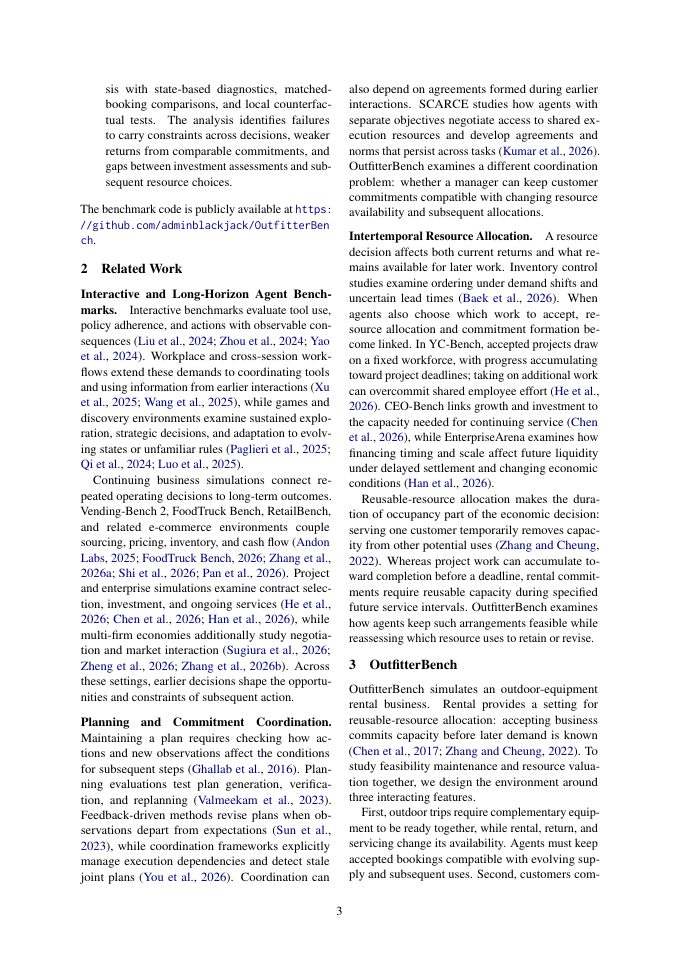 sis with state-based diagnostics, matched-
booking comparisons, and local counterfac-
tual tests. The analysis identifies failures
to carry constraints across decisions, weaker
returns from comparable commitments, and
gaps between investment assessments and sub-
sequent resource choices.
The benchmark code is publicly available at https:
//github.com/adminblackjack/OutfitterBen
ch.
2 Related Work
Interactive and Long-Horizon Agent Bench-
marks. Interactive benchmarks evaluate tool use,
policy adherence, and actions with observable con-
sequences (Liu et al., 2024; Zhou et al., 2024; Yao
et al., 2024). Workplace and cross-session work-
flows extend these demands to coordinating tools
and using information from earlier interactions (Xu
et al., 2025; Wang et al., 2025), while games and
discovery environments examine sustained explo-
ration, strategic decisions, and adaptation to evolv-
ing states or unfamiliar rules (Paglieri et al., 2025;
Qi et al., 2024; Luo et al., 2025).
Continuing business simulations connect re-
peated operating decisions to long-term outcomes.
Vending-Bench 2, FoodTruck Bench, RetailBench,
and related e-commerce environments couple
sourcing, pricing, inventory, and cash flow (Andon
Labs, 2025; FoodTruck Bench, 2026; Zhang et al.,
2026a; Shi et al., 2026; Pan et al., 2026). Project
and enterprise simulations examine contract selec-
tion, investment, and ongoing services (He et al.,
2026; Chen et al., 2026; Han et al., 2026), while
multi-firm economies additionally study negotia-
tion and market interaction (Sugiura et al., 2026;
Zheng et al., 2026; Zhang et al., 2026b). Across
these settings, earlier decisions shape the opportu-
nities and constraints of subsequent action.
Planning and Commitment Coordination.
Maintaining a plan requires checking how ac-
tions and new observations affect the conditions
for subsequent steps (Ghallab et al., 2016). Plan-
ning evaluations test plan generation, verifica-
tion, and replanning (Valmeekam et al., 2023).
Feedback-driven methods revise plans when ob-
servations depart from expectations (Sun et al.,
2023), while coordination frameworks explicitly
manage execution dependencies and detect stale
joint plans (You et al., 2026). Coordination can
also depend on agreements formed during earlier
interactions. SCARCE studies how agents with
separate objectives negotiate access to shared ex-
ecution resources and develop agreements and
norms that persist across tasks (Kumar et al., 2026).
OutfitterBench examines a different coordination
problem: whether a manager can keep customer
commitments compatible with changing resource
availability and subsequent allocations.
Intertemporal Resource Allocation. A resource
decision affects both current returns and what re-
mains available for later work. Inventory control
studies examine ordering under demand shifts and
uncertain lead times (Baek et al., 2026). When
agents also choose which work to accept, re-
source allocation and commitment formation be-
come linked. In YC-Bench, accepted projects draw
on a fixed workforce, with progress accumulating
toward project deadlines; taking on additional work
can overcommit shared employee effort (He et al.,
2026). CEO-Bench links growth and investment to
the capacity needed for continuing service (Chen
et al., 2026), while EnterpriseArena examines how
financing timing and scale affect future liquidity
under delayed settlement and changing economic
conditions (Han et al., 2026).
Reusable-resource allocation makes the dura-
tion of occupancy part of the economic decision:
serving one customer temporarily removes capac-
ity from other potential uses (Zhang and Cheung,
2022). Whereas project work can accumulate to-
ward completion before a deadline, rental commit-
ments require reusable capacity during specified
future service intervals. OutfitterBench examines
how agents keep such arrangements feasible while
reassessing which resource uses to retain or revise.
3 OutfitterBench
OutfitterBench simulates an outdoor-equipment
rental business. Rental provides a setting for
reusable-resource allocation: accepting business
commits capacity before later demand is known
(Chen et al., 2017; Zhang and Cheung, 2022). To
study feasibility maintenance and resource valua-
tion together, we design the environment around
three interacting features.
First, outdoor trips require complementary equip-
ment to be ready together, while rental, return, and
servicing change its availability. Agents must keep
accepted bookings compatible with evolving sup-
ply and subsequent uses. Second, customers com-
3